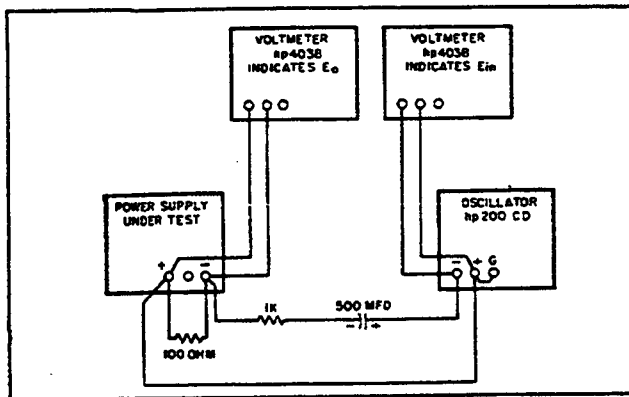 VOLTMETER
hp403B
INDICATES Eo
VOLTMETER
hp403B
INDICATES Ein
POWER SUPPLY
UNDER TEST
+
-
OSCILLATOR
hp 200 CD
-
+
G
1K
500 MFD
-
+
100 OHM